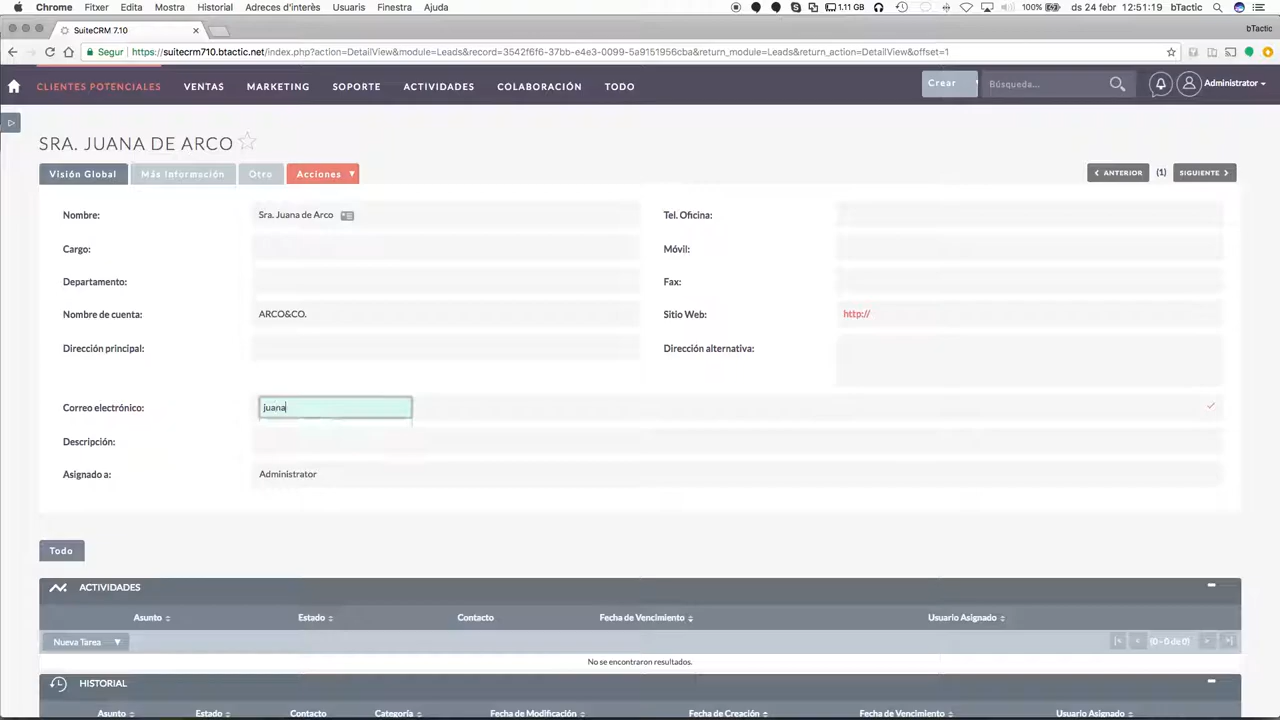 Chrome Fitxer Edita Mostra Historial Adreces d'interès Usuaris Finestra Ajuda 1.11 GB 100% ds 24 febr 12:51:19 bTactic
SuiteCRM 7.10 bTactic
Segur https://suitecrm710.btactic.net/index.php?action=DetailView&module=Leads&record=3542f6f6-37bb-e4e3-0099-5a9151956cba&return_module=Leads&return_action=DetailView&offset=1
CLIENTES POTENCIALES VENTAS MARKETING SOPORTE ACTIVIDADES COLABORACIÓN TODO Crear Búsqueda... Administrator
SRA. JUANA DE ARCO
Visión Global Más Información Otro Acciones ANTERIOR (1) SIGUIENTE
Nombre: Sra. Juana de Arco Tel. Oficina:
Cargo: Móvil:
Departamento: Fax:
Nombre de cuenta: ARCO&CO. Sitio Web: http://
Dirección principal: Dirección alternativa:
Correo electrónico: juana
Descripción:
Asignado a: Administrator
Todo
ACTIVIDADES
Asunto Estado Contacto Fecha de Vencimiento Usuario Asignado
Nueva Tarea (0 - 0 de 0)
No se encontraron resultados.
HISTORIAL
Asunto Estado Contacto Categoría Fecha de Modificación Fecha de Creación Fecha de Vencimiento Usuario Asignado